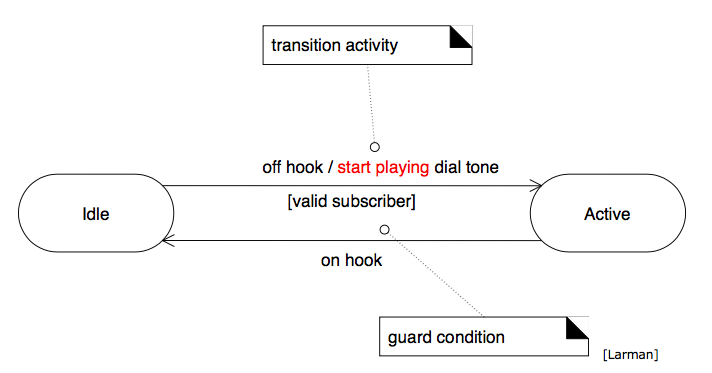 transition activity
off hook / start playing dial tone
[valid subscriber]
Idle
Active
on hook
guard condition
[Larman]